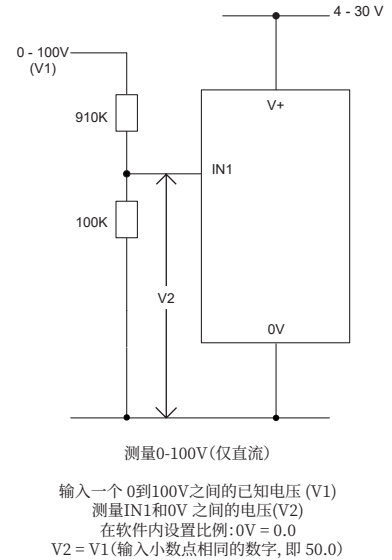 4 - 30 V
0 - 100V
(V1)
V+
910K
IN1
100K
V2
0V
测量0-100V（仅直流）
输入一个 0到100V之间的已知电压 (V1)
测量IN1和0V 之间的电压(V2)
在软件内设置比例：0V = 0.0
V2 = V1（输入小数点相同的数字, 即 50.0）